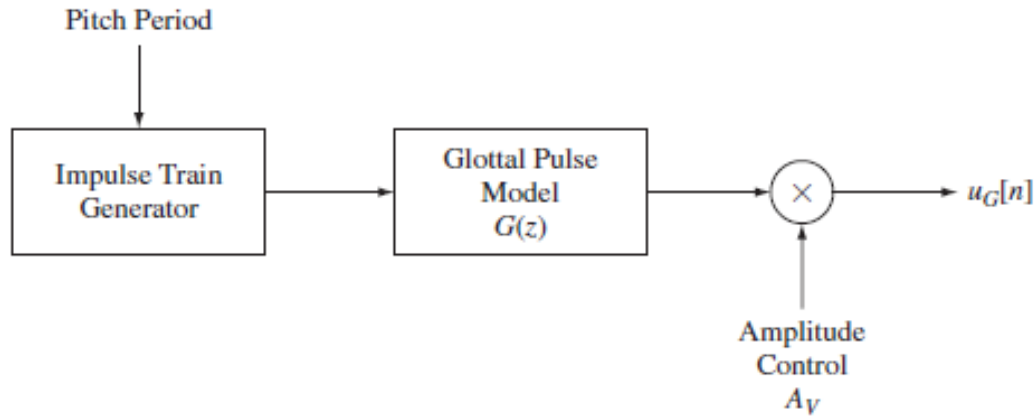 Pitch Period
Impulse Train
Generator
Glottal Pulse
Model
G(z)
×
u_G[n]
Amplitude
Control
A_V